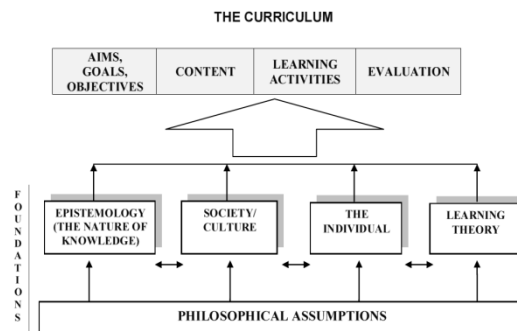 THE CURRICULUM
AIMS,
GOALS,
OBJECTIVES
CONTENT
LEARNING
ACTIVITIES
EVALUATION
FOUNDATIONS
EPISTEMOLOGY
(THE NATURE OF
KNOWLEDGE)
SOCIETY/
CULTURE
THE
INDIVIDUAL
LEARNING
THEORY
PHILOSOPHICAL ASSUMPTIONS